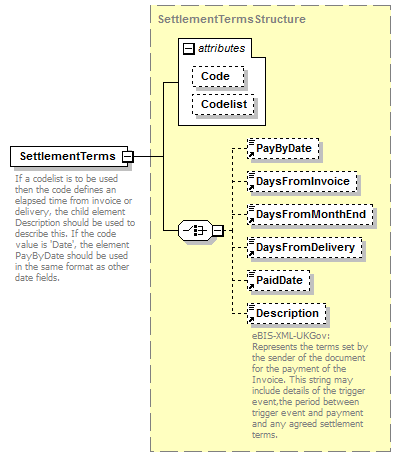 SettlementTermsStructure
attributes
Code
Codelist
SettlementTerms
If a codelist is to be used
then the code defines an
elapsed time from invoice or
delivery, the child element
Description should be used to
describe this. If the code
value is 'Date', the element
PayByDate should be used
in the same format as other
date fields.
PayByDate
DaysFromInvoice
DaysFromMonthEnd
DaysFromDelivery
PaidDate
Description
eBIS-XML-UKGov:
Represents the terms set by
the sender of the document
for the payment of the
Invoice. This string may
include details of the trigger
event,the period between
trigger event and payment
and any agreed settlement
terms.